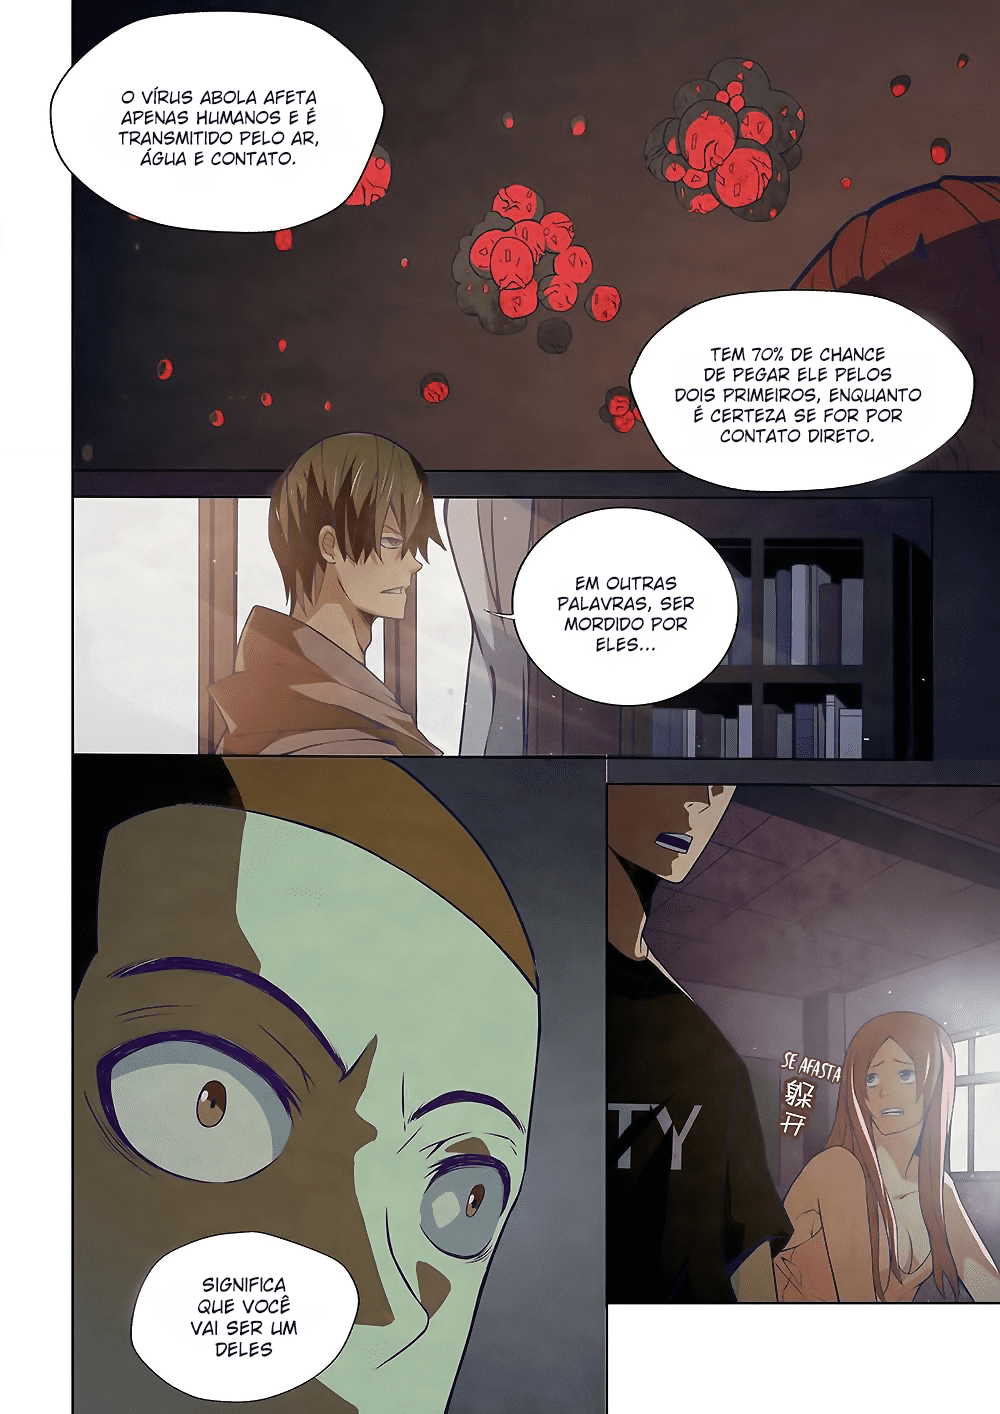 O VÍRUS ABOLA AFETA
APENAS HUMANOS E É
TRANSMITIDO PELO AR,
ÁGUA E CONTATO.
TEM 70% DE CHANCE
DE PEGAR ELE PELOS
DOIS PRIMEIROS, ENQUANTO
É CERTEZA SE FOR POR
CONTATO DIRETO.
EM OUTRAS
PALAVRAS, SER
MORDIDO POR
ELES...
SE AFASTA
躲
开
TY
SIGNIFICA
QUE VOCÊ
VAI SER UM
DELES